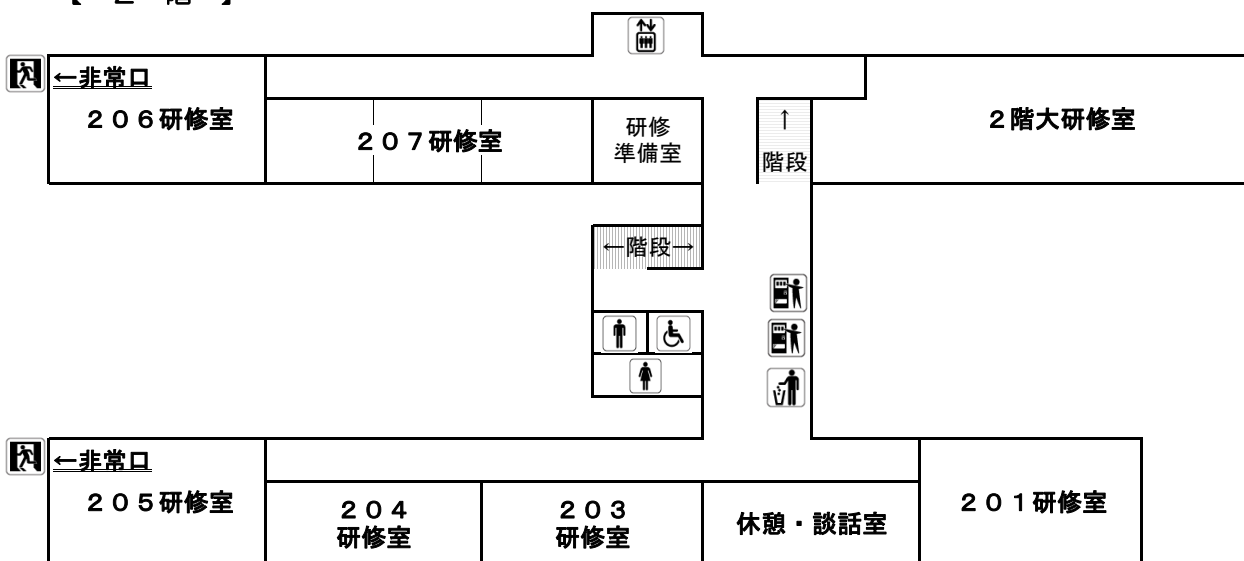 【　２　階　】
←非常口
２０６研修室
２０７研修室
研修
準備室
↑
階段
２階大研修室
←階段→
←非常口
２０５研修室
２０４
研修室
２０３
研修室
休憩・談話室
２０１研修室